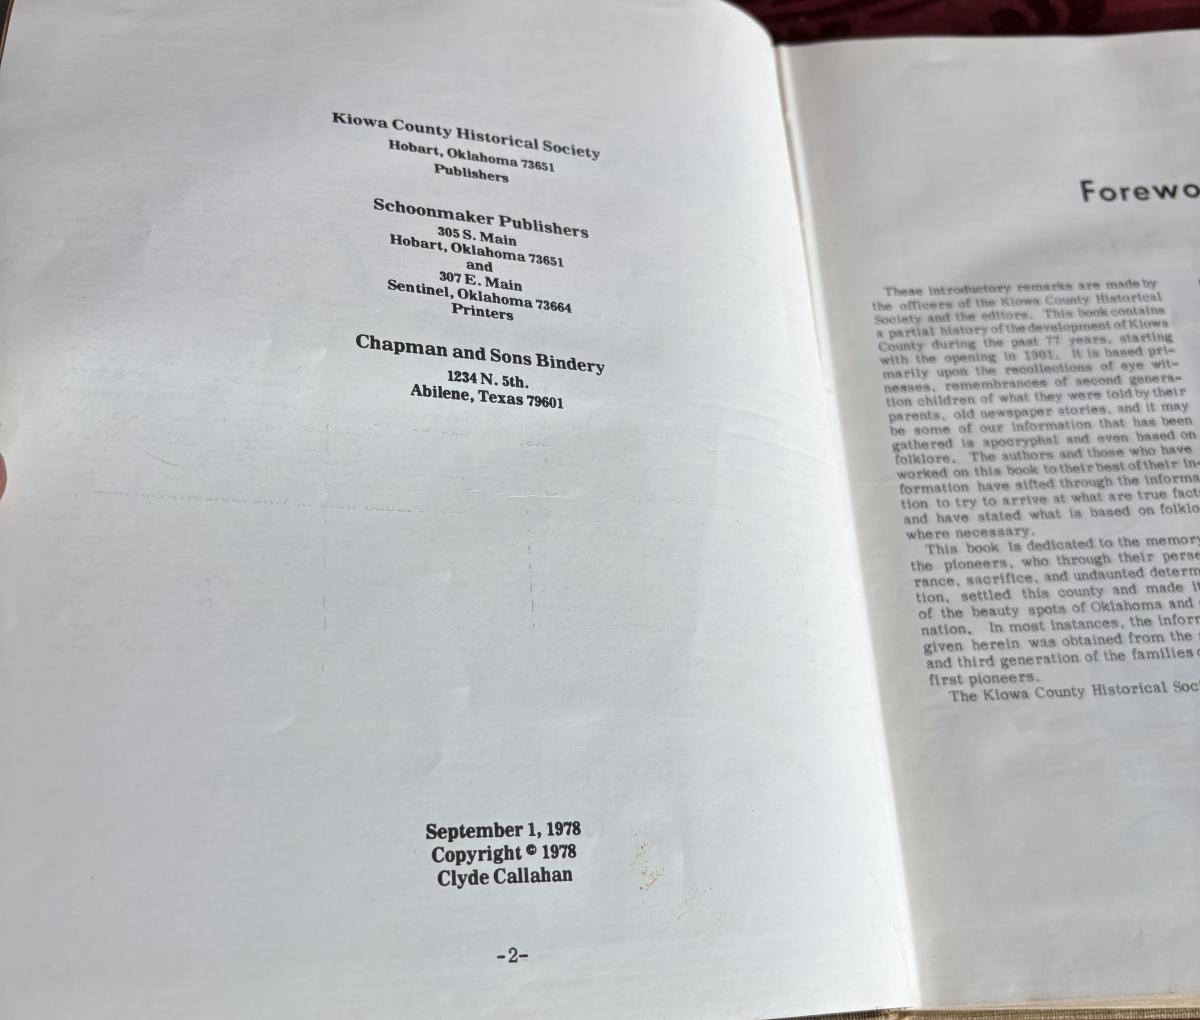 Kiowa County Historical Society
Hobart, Oklahoma 73651
Publishers
Schoonmaker Publishers
305 S. Main
Hobart, Oklahoma 73651
and
307 E. Main
Sentinel, Oklahoma 73664
Printers
Chapman and Sons Bindery
1234 N. 5th.
Abilene, Texas 79601
September 1, 1978
Copyright © 1978
Clyde Callahan
-2-
Forewo
These introductory remarks are made by
the officers of the Kiowa County Historical
Society and the editors. This book contains
a partial history of the development of Kiowa
County during the past 77 years, starting
with the opening in 1901. It is based pri-
marily upon the recollections of eye wit-
nesses, remembrances of second genera-
tion children of what they were told by their
parents, old newspaper stories, and it may
be some of our information that has been
gathered is apocryphal and even based on
folklore. The authors and those who have
worked on this book to their best of their in-
formation have sifted through the informa
tion to try to arrive at what are true fact
and have stated what is based on folklo
where necessary.
This book is dedicated to the memory
the pioneers, who through their perse
rance, sacrifice, and undaunted determ
tion, settled this county and made it
of the beauty spots of Oklahoma and
nation. In most instances, the inforr
given herein was obtained from the
and third generation of the families
first pioneers.
The Kiowa County Historical Soc